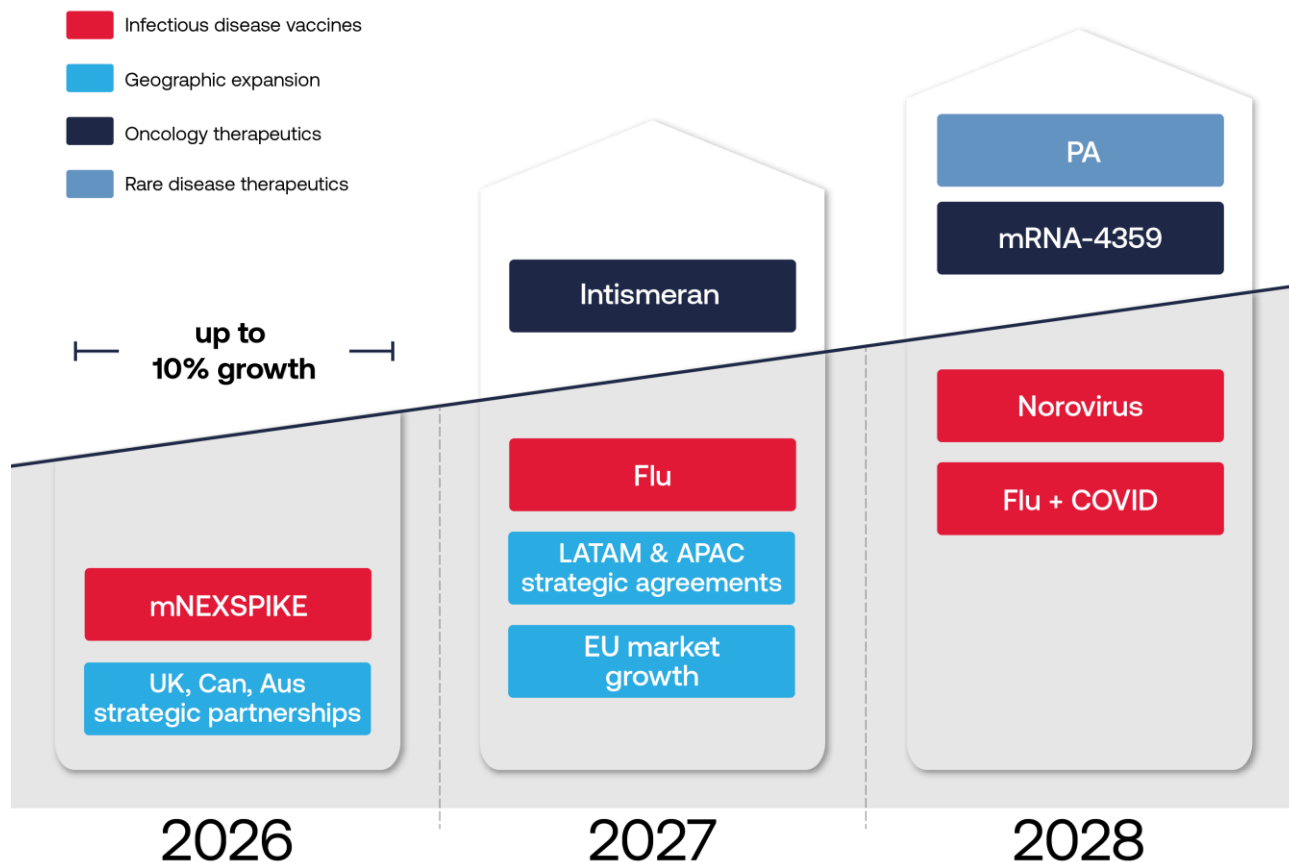 Infectious disease vaccines
Geographic expansion
Oncology therapeutics
Rare disease therapeutics
up to
10% growth
mNEXSPIKE
UK, Can, Aus
strategic partnerships
2026
Intismeran
Flu
LATAM & APAC
strategic agreements
EU market
growth
2027
PA
mRNA-4359
Norovirus
Flu + COVID
2028